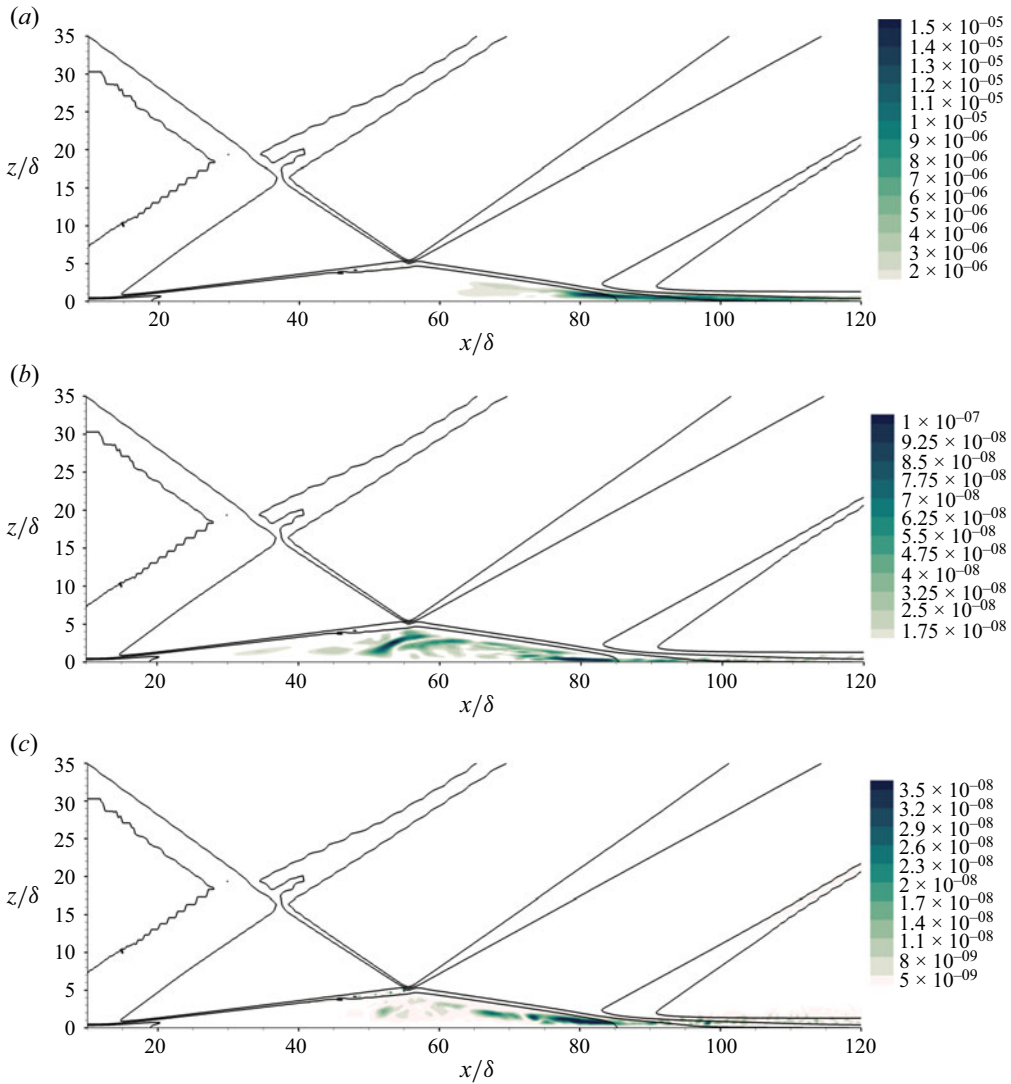 (a)
35
30
25
20
15
10
5
0
z/δ
20
40
60
80
100
120
x/δ
1.5 × 10⁻⁰⁵
1.4 × 10⁻⁰⁵
1.3 × 10⁻⁰⁵
1.2 × 10⁻⁰⁵
1.1 × 10⁻⁰⁵
1 × 10⁻⁰⁵
9 × 10⁻⁰⁶
8 × 10⁻⁰⁶
7 × 10⁻⁰⁶
6 × 10⁻⁰⁶
5 × 10⁻⁰⁶
4 × 10⁻⁰⁶
3 × 10⁻⁰⁶
2 × 10⁻⁰⁶
(b)
35
30
25
20
15
10
5
0
z/δ
20
40
60
80
100
120
x/δ
1 × 10⁻⁰⁷
9.25 × 10⁻⁰⁸
8.5 × 10⁻⁰⁸
7.75 × 10⁻⁰⁸
7 × 10⁻⁰⁸
6.25 × 10⁻⁰⁸
5.5 × 10⁻⁰⁸
4.75 × 10⁻⁰⁸
4 × 10⁻⁰⁸
3.25 × 10⁻⁰⁸
2.5 × 10⁻⁰⁸
1.75 × 10⁻⁰⁸
(c)
35
30
25
20
15
10
5
0
z/δ
20
40
60
80
100
120
x/δ
3.5 × 10⁻⁰⁸
3.2 × 10⁻⁰⁸
2.9 × 10⁻⁰⁸
2.6 × 10⁻⁰⁸
2.3 × 10⁻⁰⁸
2 × 10⁻⁰⁸
1.7 × 10⁻⁰⁸
1.4 × 10⁻⁰⁸
1.1 × 10⁻⁰⁸
8 × 10⁻⁰⁹
5 × 10⁻⁰⁹